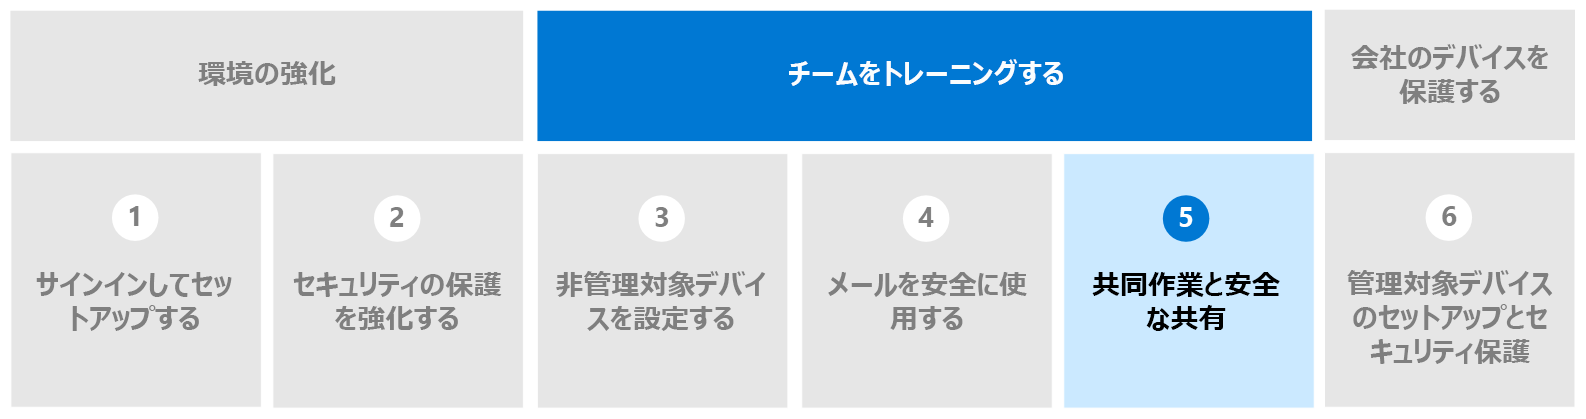 環境の強化
チームをトレーニングする
会社のデバイスを
保護する
1
サインインしてセッ
トアップする
2
セキュリティの保護
を強化する
3
非管理対象デバイ
スを設定する
4
メールを安全に使
用する
5
共同作業と安全
な共有
6
管理対象デバイス
のセットアップとセ
キュリティ保護